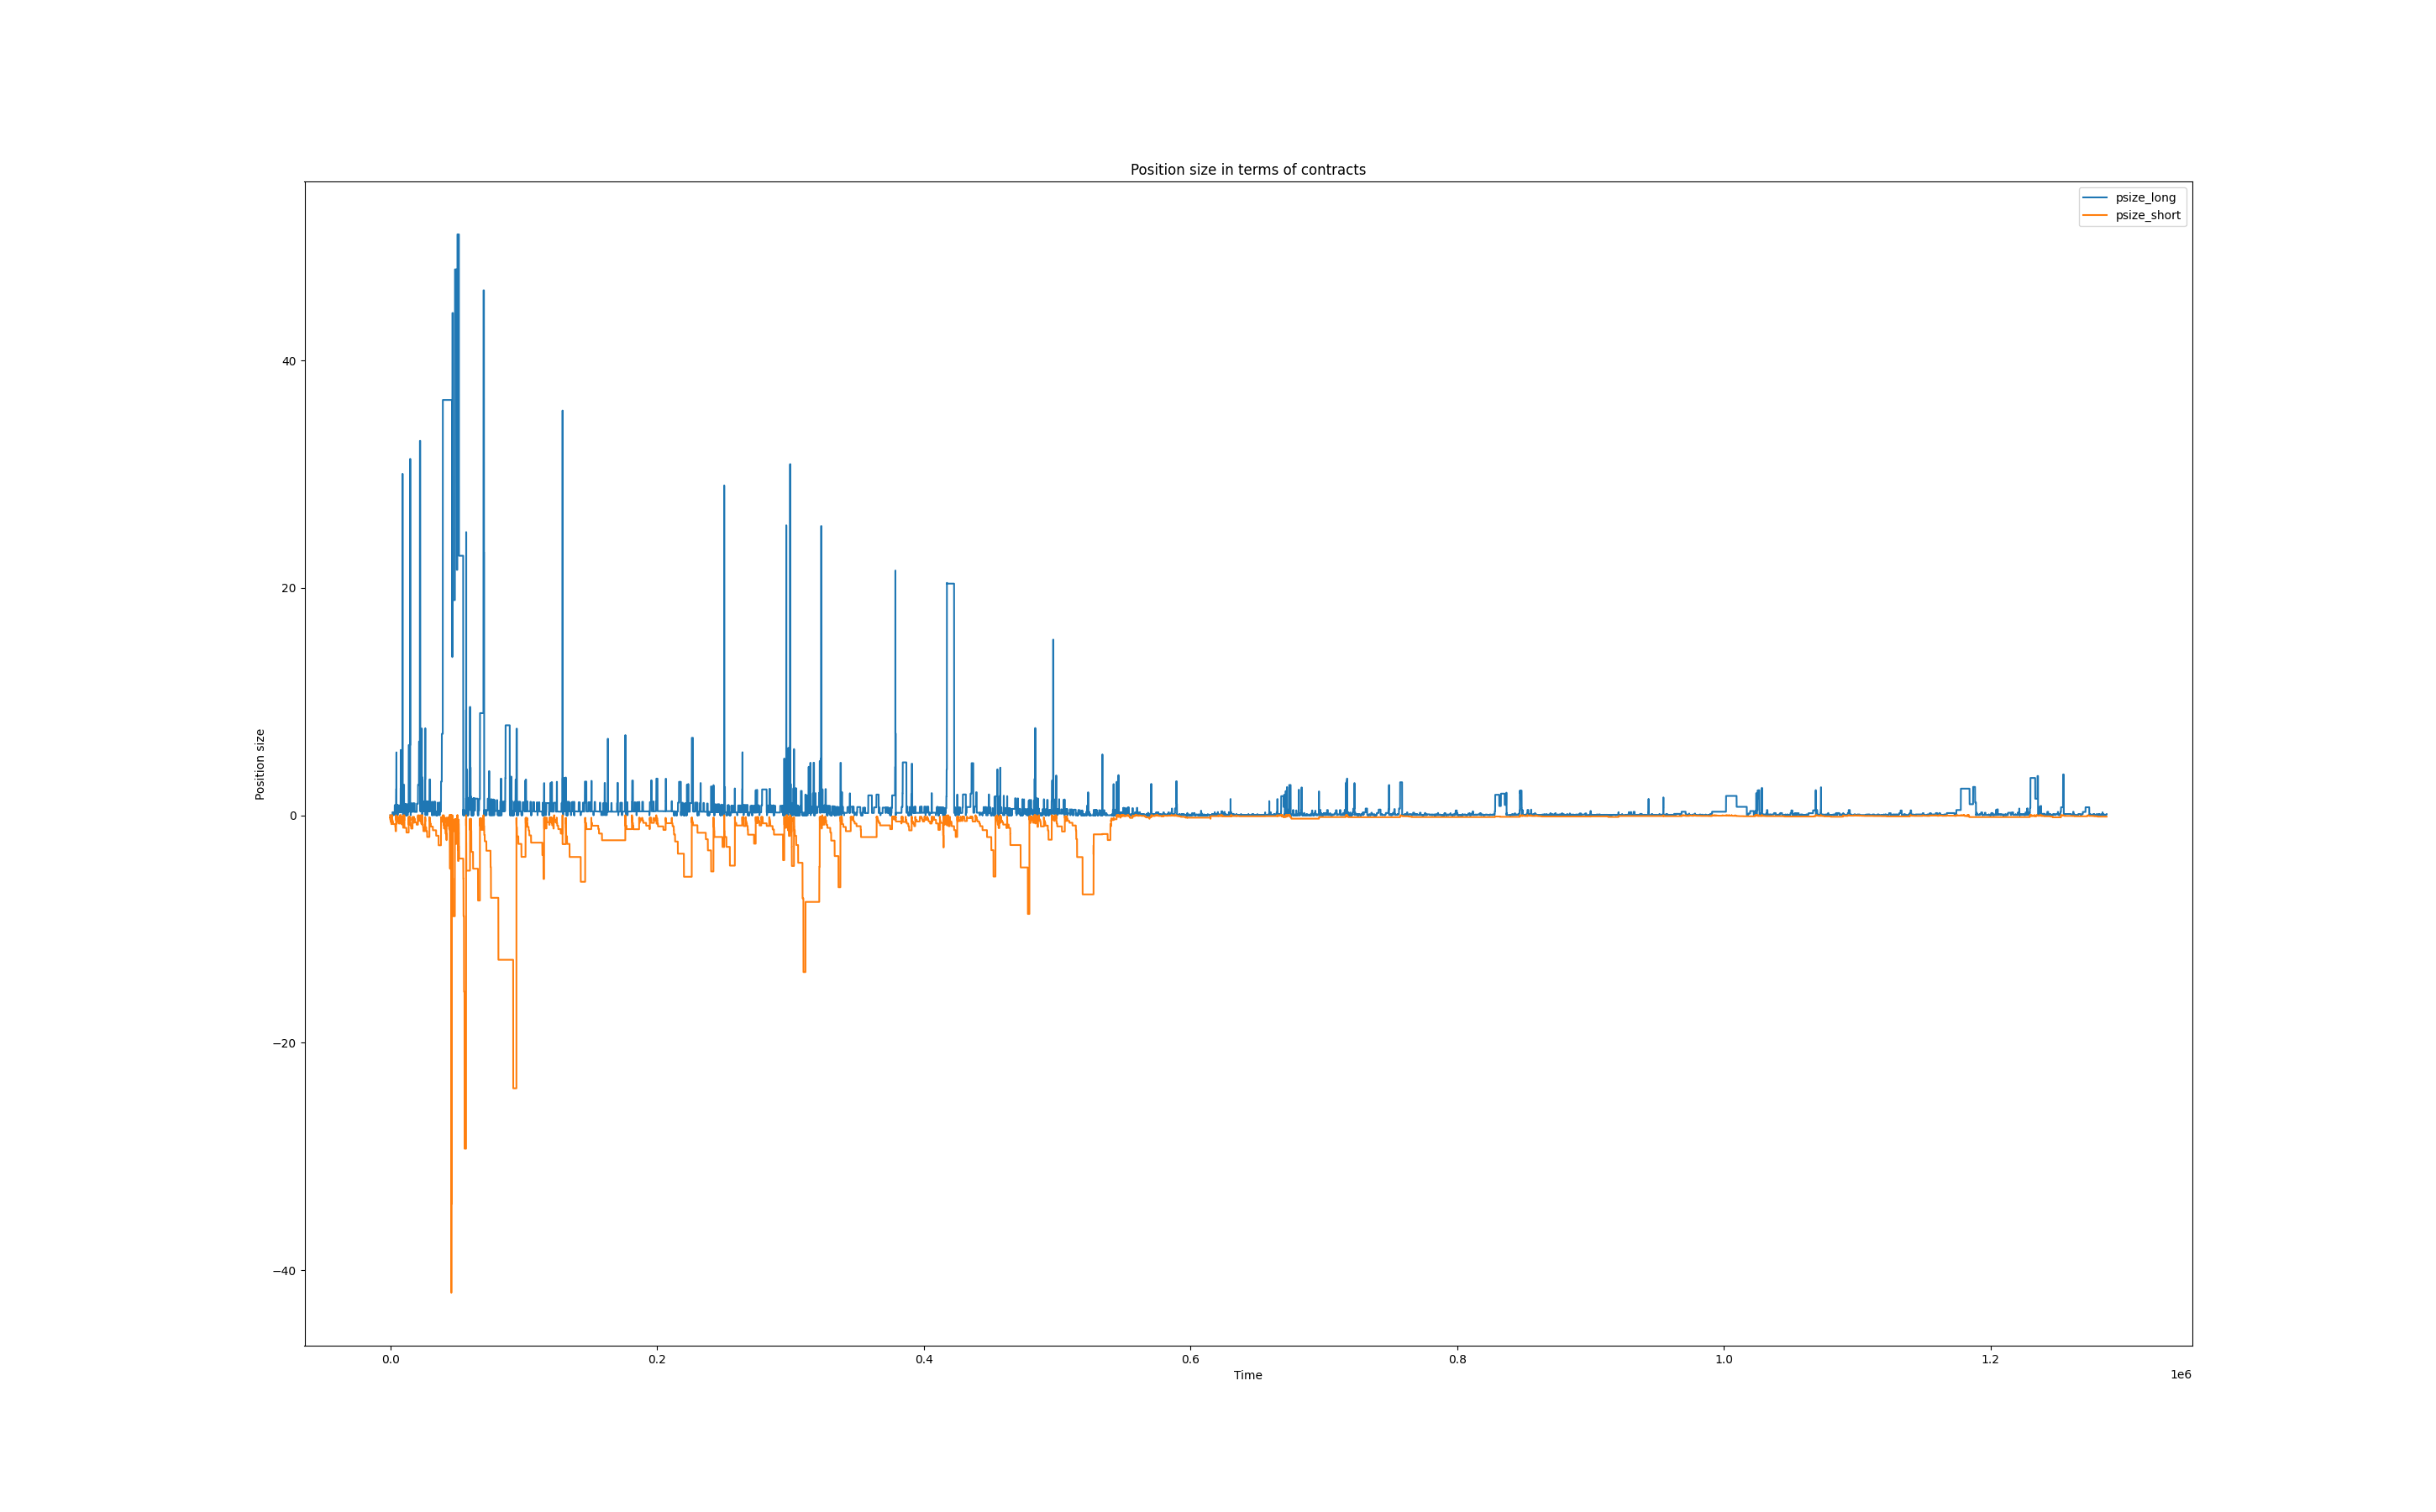 Position size in terms of contracts
psize_long
psize_short
Position size
40
20
0
−20
−40
0.0
0.2
0.4
0.6
0.8
1.0
1.2
1e6
Time